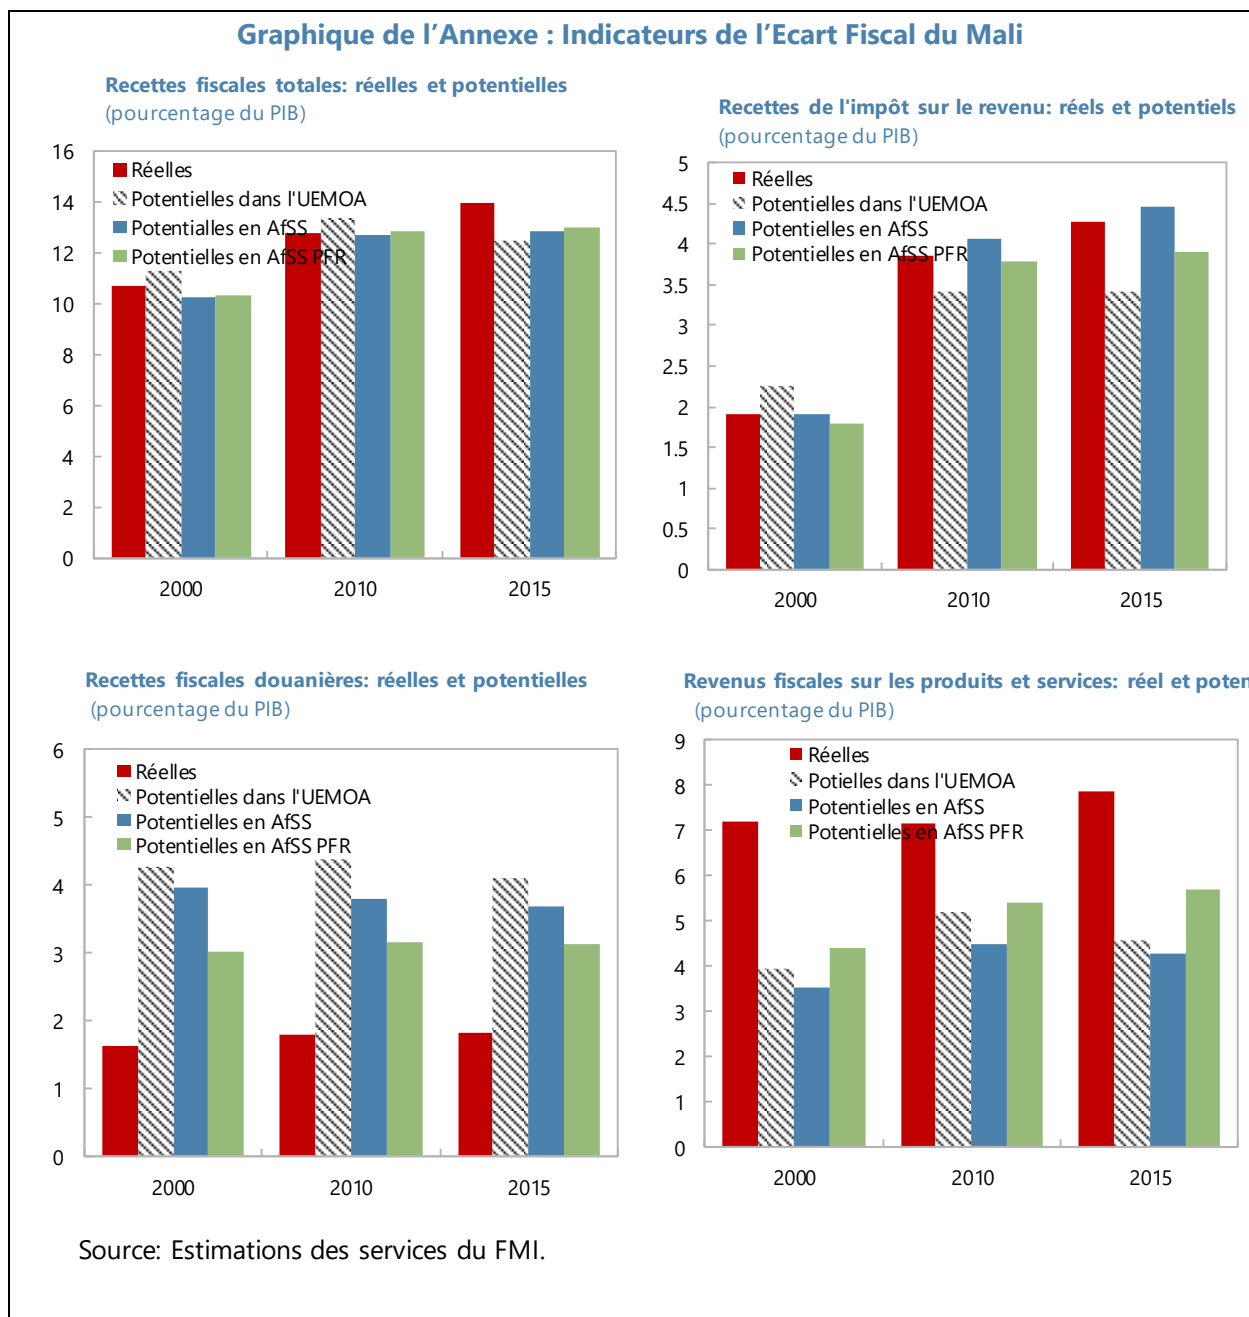 Graphique de l’Annexe : Indicateurs de l’Ecart Fiscal du Mali
Recettes fiscales totales: réelles et potentielles
(pourcentage du PIB)
16
14
12
10
8
6
4
2
0
Réelles
Potentielles dans l'UEMOA
Potentialles en AfSS
Potentielles en AfSS PFR
2000
2010
2015
Recettes de l'impôt sur le revenu: réels et potentiels
(pourcentage du PIB)
5
4.5
4
3.5
3
2.5
2
1.5
1
0.5
0
Réelles
Potentielles dans l'UEMOA
Potentielles en AfSS
Potentielles en AfSS PFR
2000
2010
2015
Recettes fiscales douanières: réelles et potentielles
(pourcentage du PIB)
6
5
4
3
2
1
0
Réelles
Potentielles dans l'UEMOA
Potentielles en AfSS
Potentielles en AfSS PFR
2000
2010
2015
Revenus fiscales sur les produits et services: réel et poten
(pourcentage du PIB)
9
8
7
6
5
4
3
2
1
0
Réelles
Potielles dans l'UEMOA
Potentielles en AfSS
Potentielles en AfSS PFR
2000
2010
2015
Source: Estimations des services du FMI.